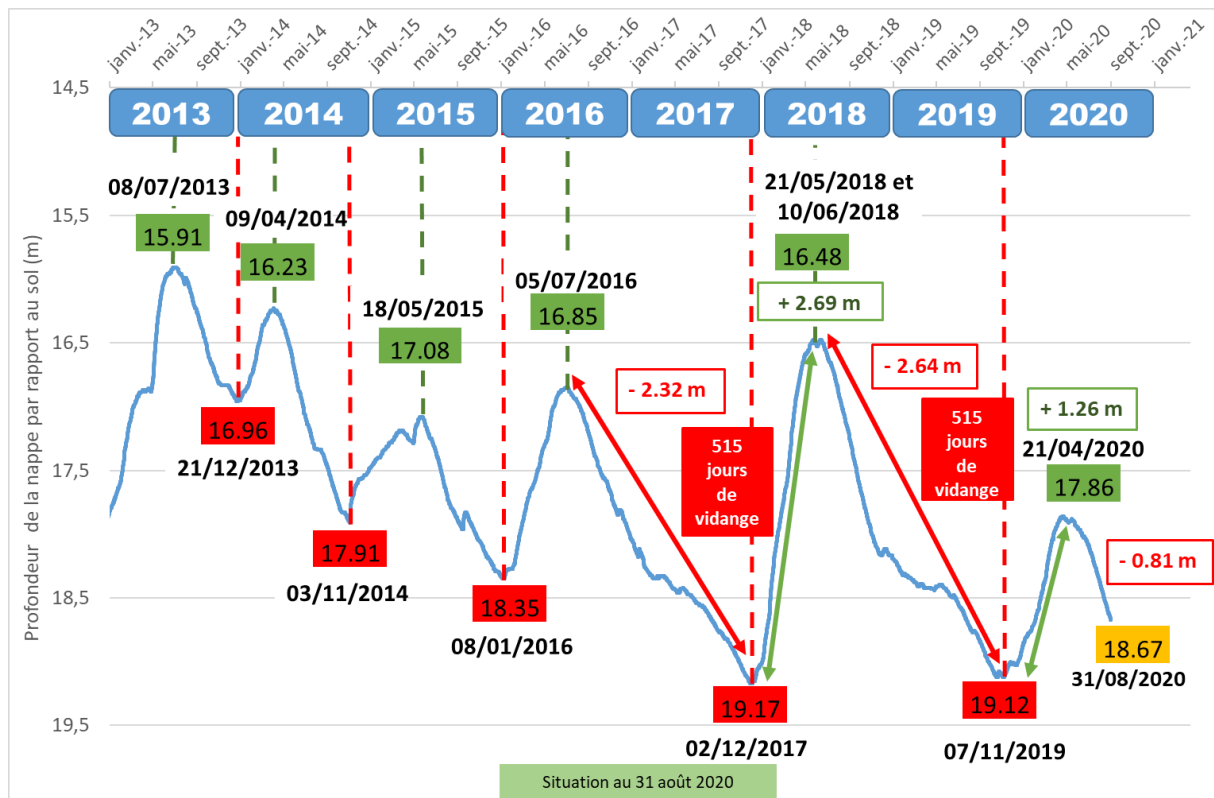 janv.-13
mai-13
sept.-13
janv.-14
mai-14
sept.-14
janv.-15
mai-15
sept.-15
janv.-16
mai-16
sept.-16
janv.-17
mai-17
sept.-17
janv.-18
mai-18
sept.-18
janv.-19
mai-19
sept.-19
janv.-20
mai-20
sept.-20
janv.-21
14,5
2013
2014
2015
2016
2017
2018
2019
2020
08/07/2013
15.91
09/04/2014
16.23
21/05/2018 et
10/06/2018
16.48
15,5
Profondeur de la nappe par rapport au sol (m)
18/05/2015
17.08
05/07/2016
16.85
+ 2.69 m
16,5
- 2.32 m
- 2.64 m
16.96
21/12/2013
515
jours
de
vidange
515
jours
de
vidange
+ 1.26 m
21/04/2020
17.86
17,5
17.91
03/11/2014
18.35
08/01/2016
- 0.81 m
18,5
18.67
31/08/2020
19.17
02/12/2017
19.12
07/11/2019
19,5
Situation au 31 août 2020